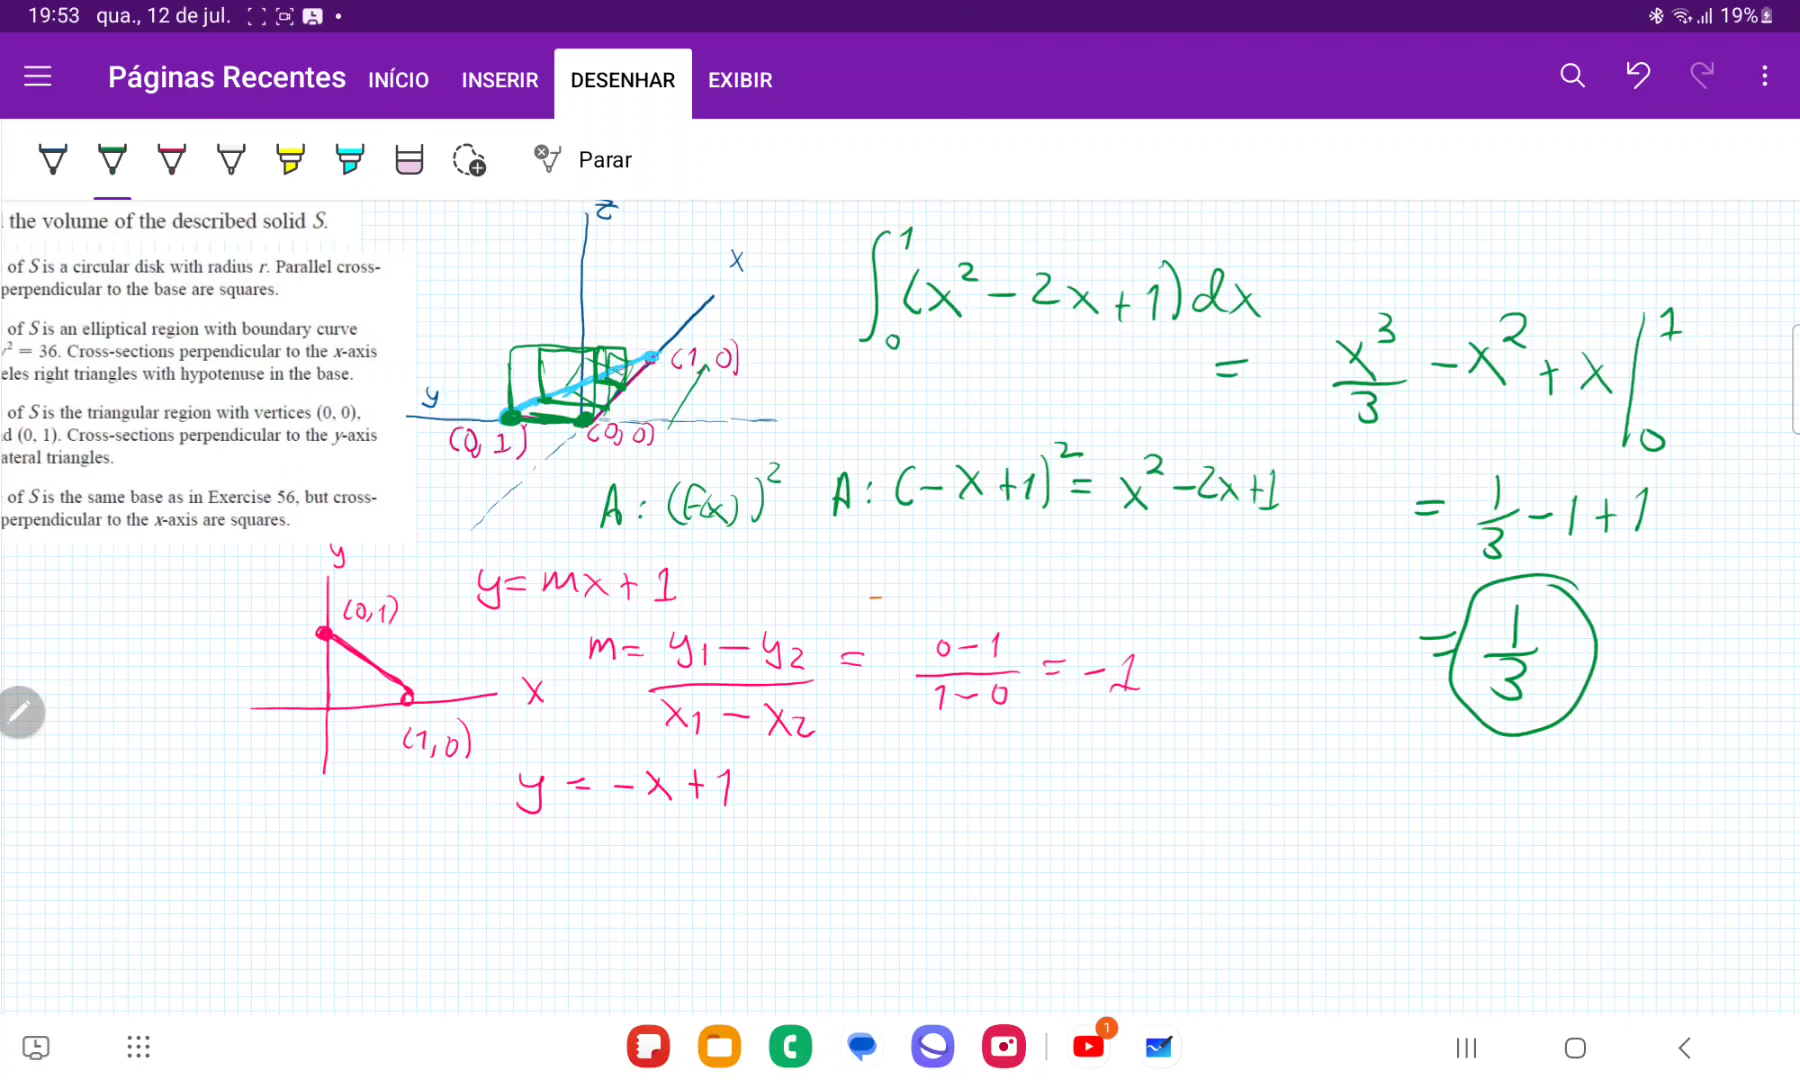 19:53 qua., 12 de jul.
19%
Páginas Recentes INÍCIO INSERIR DESENHAR EXIBIR
Parar
the volume of the described solid S.
of S is a circular disk with radius r. Parallel cross-
perpendicular to the base are squares.
of S is an elliptical region with boundary curve
² = 36. Cross-sections perpendicular to the x-axis
eles right triangles with hypotenuse in the base.
of S is the triangular region with vertices (0, 0),
d (0, 1). Cross-sections perpendicular to the y-axis
ateral triangles.
of S is the same base as in Exercise 56, but cross-
perpendicular to the x-axis are squares.
z
x
y
(1,0)
(0,1)
(0,0)
∫₀¹ (x² - 2x + 1) dx
= x³/3 - x² + x |₀¹
A : (f(x))² A : (-x+1)² = x² - 2x + 1
= 1/3 - 1 + 1
= 1/3
y
(0,1)
x
(1,0)
y = mx + 1
m = y₁ - y₂ / x₁ - x₂ = 0 - 1 / 1 - 0 = -1
y = -x + 1
1